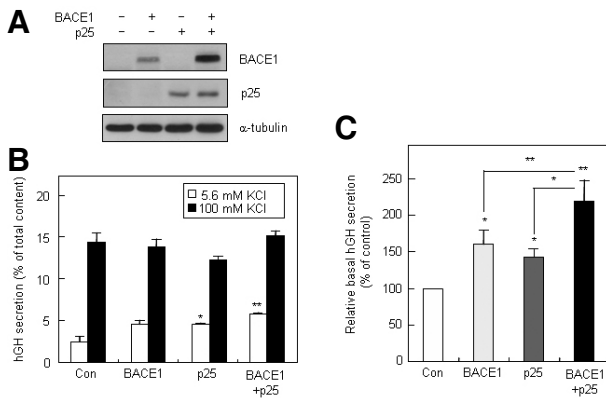 A
BACE1 – + – +
p25 – – + +
BACE1
p25
α-tubulin
B
hGH secretion (% of total content)
20
15
10
5
0
5.6 mM KCl
100 mM KCl
*
**
Con BACE1 p25 BACE1
+p25
C
Relative basal hGH secretion
(% of control)
250
200
150
100
50
0
**
**
*
*
*
Con BACE1 p25 BACE1
+p25